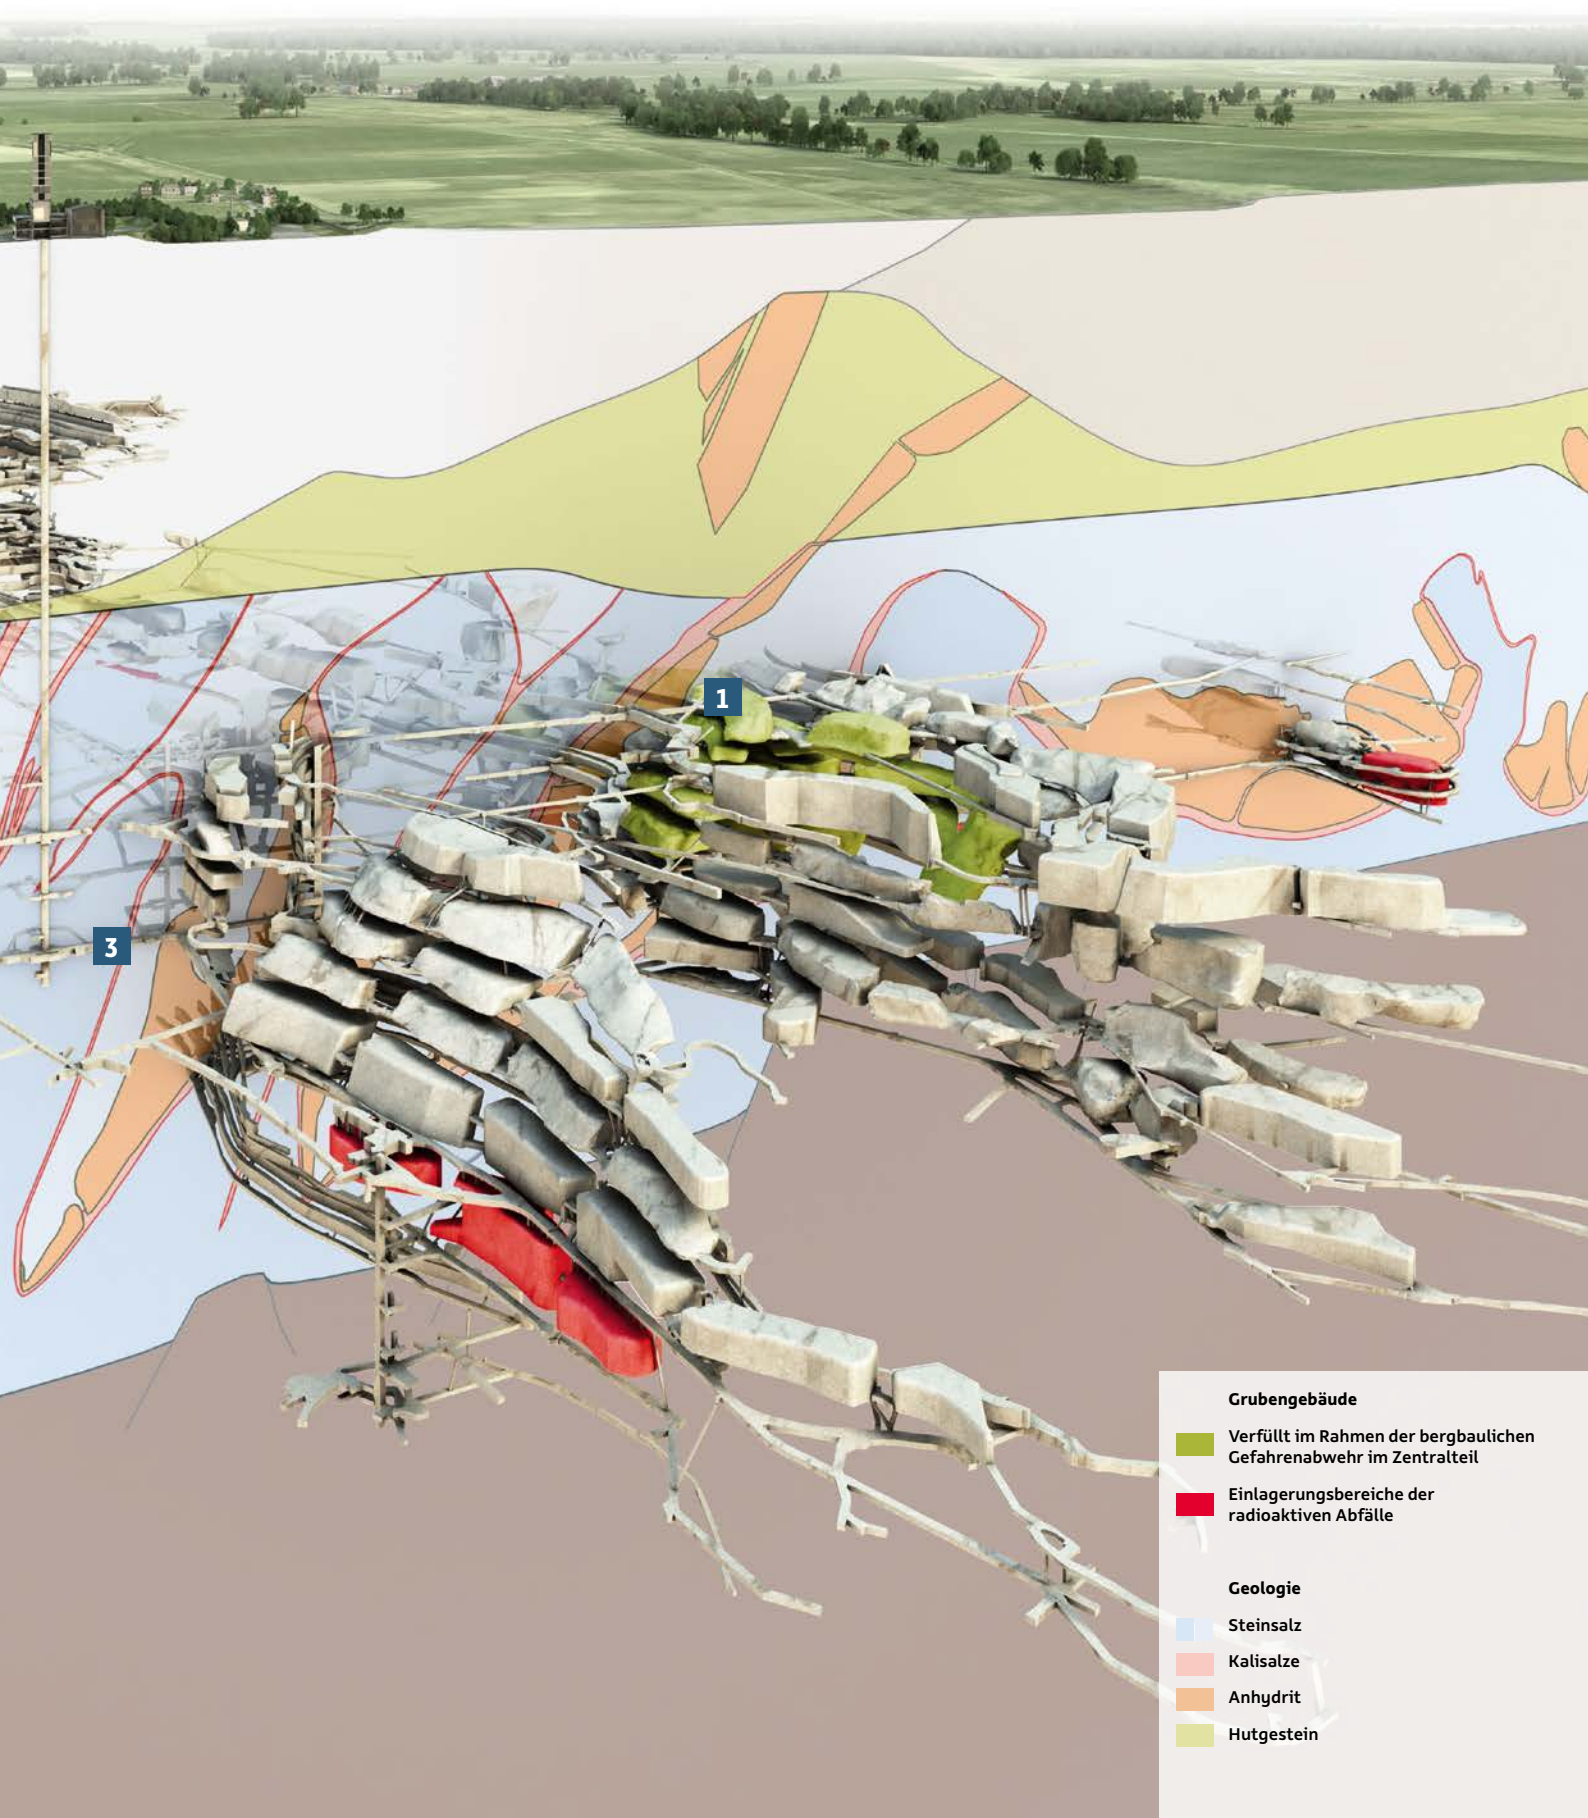 1
3
Grubengebäude
Verfüllt im Rahmen der bergbaulichen
Gefahrenabwehr im Zentralteil
Einlagerungsbereiche der
radioaktiven Abfälle
Geologie
Steinsalz
Kalisalze
Anhydrit
Hutgestein